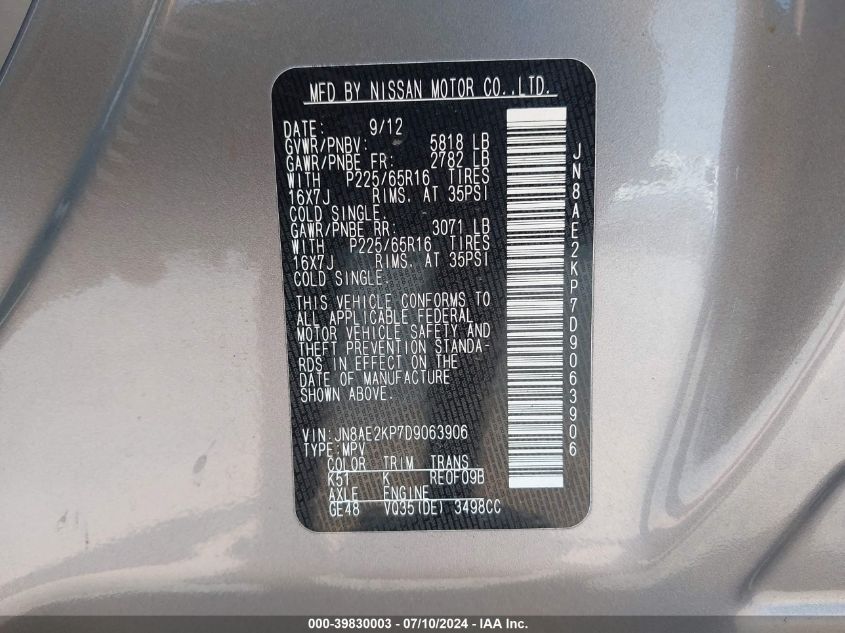 MFD BY NISSAN MOTOR CO.,LTD.
DATE: 9/12
GVWR/PNBV: 5818 LB
GAWR/PNBE FR: 2782 LB
WITH P225/65R16 TIRES
16X7J RIMS. AT 35PSI
COLD SINGLE. -
GAWR/PNBE RR: 3071 LB
WITH P225/65R16 TIRES
16X7J RIMS. AT 35PSI
COLD SINGLE. -
THIS VEHICLE CONFORMS TO
ALL APPLICABLE FEDERAL
MOTOR VEHICLE SAFETY AND
THEFT PREVENTION STANDA-
RDS IN EFFECT ON THE
DATE OF MANUFACTURE
SHOWN ABOVE.
VIN:JN8AE2KP7D9063906
TYPE:MPV
COLOR TRIM TRANS
K51 K RE0F09B
AXLE ENGINE
GE48 VQ35(DE) 3498CC
JN8AE2KP7D9063906
000-39830003 - 07/10/2024 - IAAI.com